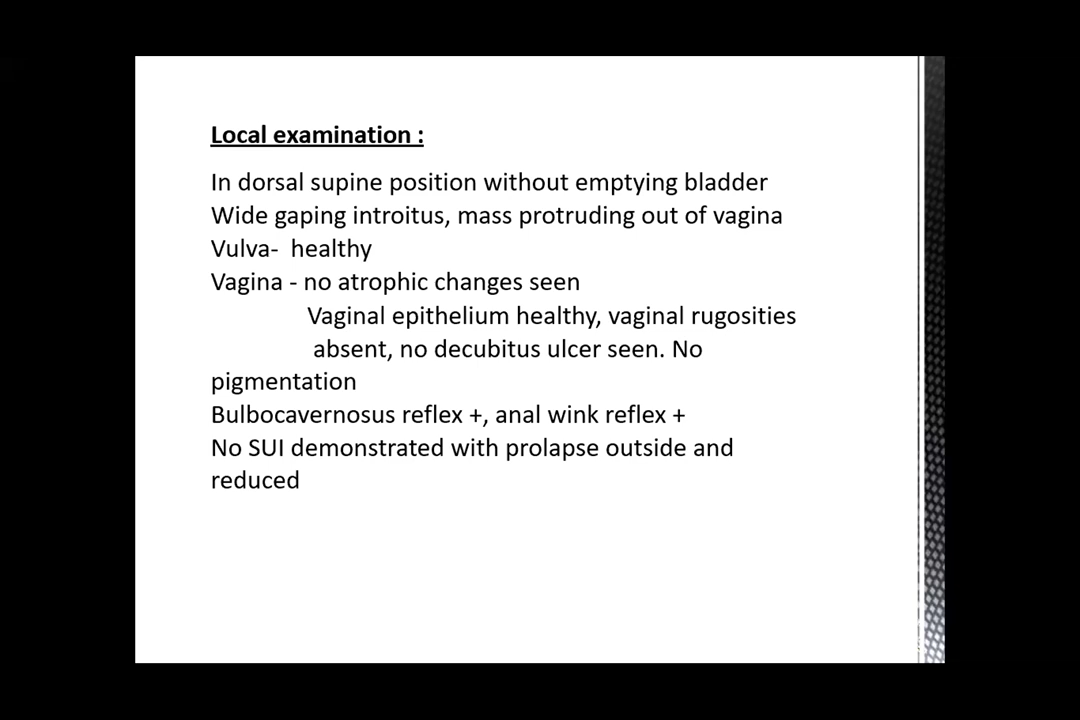 Local examination :
In dorsal supine position without emptying bladder
Wide gaping introitus, mass protruding out of vagina
Vulva-  healthy
Vagina - no atrophic changes seen
Vaginal epithelium healthy, vaginal rugosities
absent, no decubitus ulcer seen. No
pigmentation
Bulbocavernosus reflex +, anal wink reflex +
No SUI demonstrated with prolapse outside and
reduced